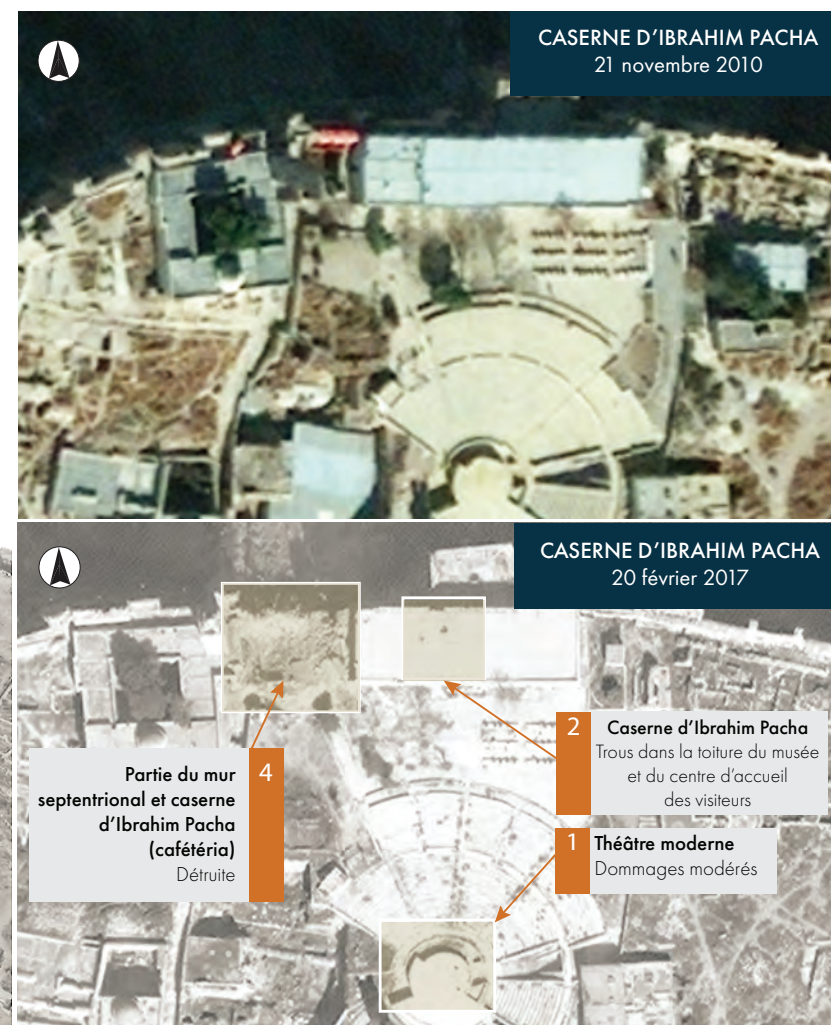 CASERNE D’IBRAHIM PACHA
21 novembre 2010
CASERNE D’IBRAHIM PACHA
20 février 2017
4
Partie du mur
septentrional et caserne
d’Ibrahim Pacha
(cafétéria)
Détruite
2
Caserne d’Ibrahim Pacha
Trous dans la toiture du musée
et du centre d’accueil
des visiteurs
1
Théâtre moderne
Dommages modérés